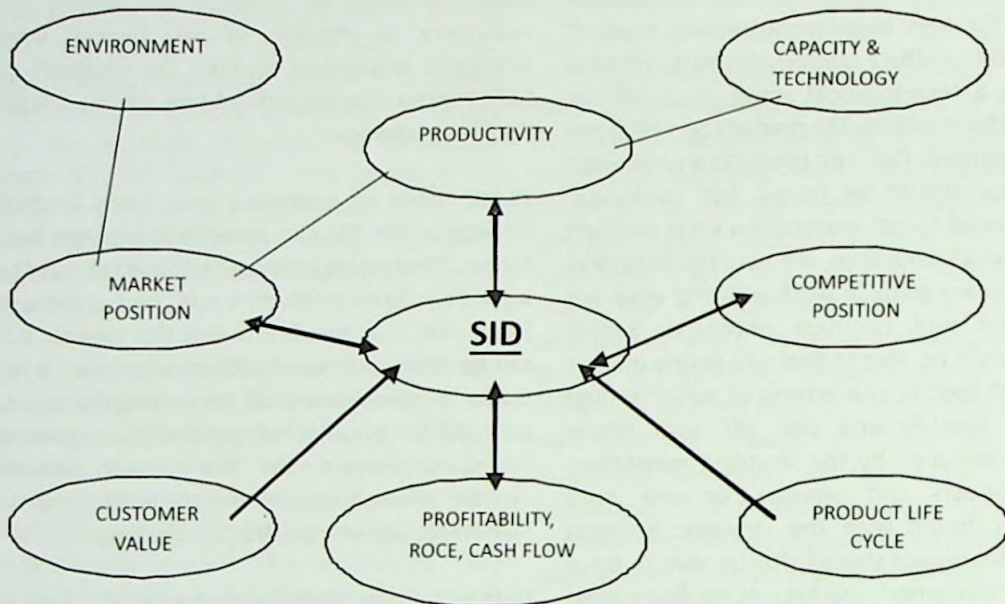 ENVIRONMENT
CAPACITY &
TECHNOLOGY
PRODUCTIVITY
MARKET
POSITION
SID
COMPETITIVE
POSITION
CUSTOMER
VALUE
PROFITABILITY,
ROCE, CASH FLOW
PRODUCT LIFE
CYCLE